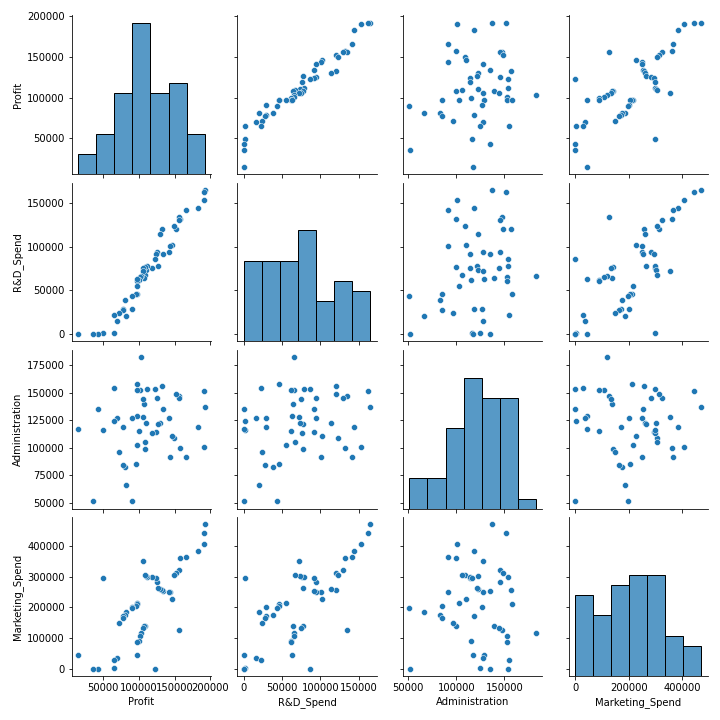 200000
150000
100000
50000
Profit
150000
100000
50000
0
R&D_Spend
175000
150000
125000
100000
75000
50000
Administration
400000
300000
200000
100000
0
Marketing_Spend
50000 100000 150000 200000
Profit
0 50000 100000 150000
R&D_Spend
50000 100000 150000
Administration
0 200000 400000
Marketing_Spend